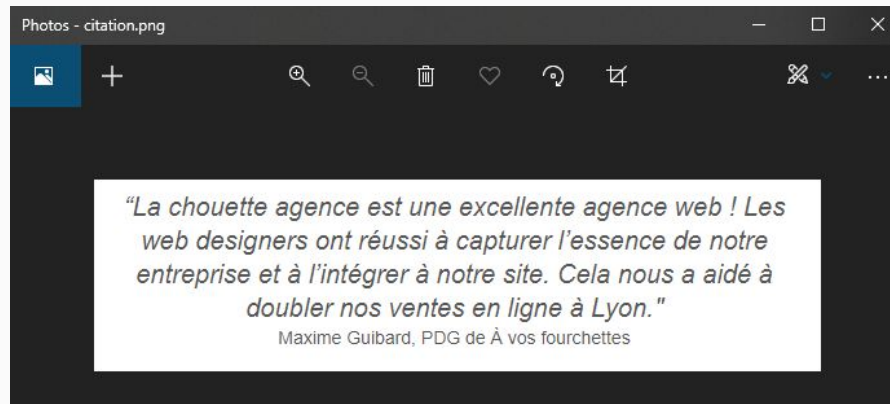 Photos - citation.png
“La chouette agence est une excellente agence web ! Les
web designers ont réussi à capturer l’essence de notre
entreprise et à l’intégrer à notre site. Cela nous a aidé à
doubler nos ventes en ligne à Lyon."
Maxime Guibard, PDG de À vos fourchettes